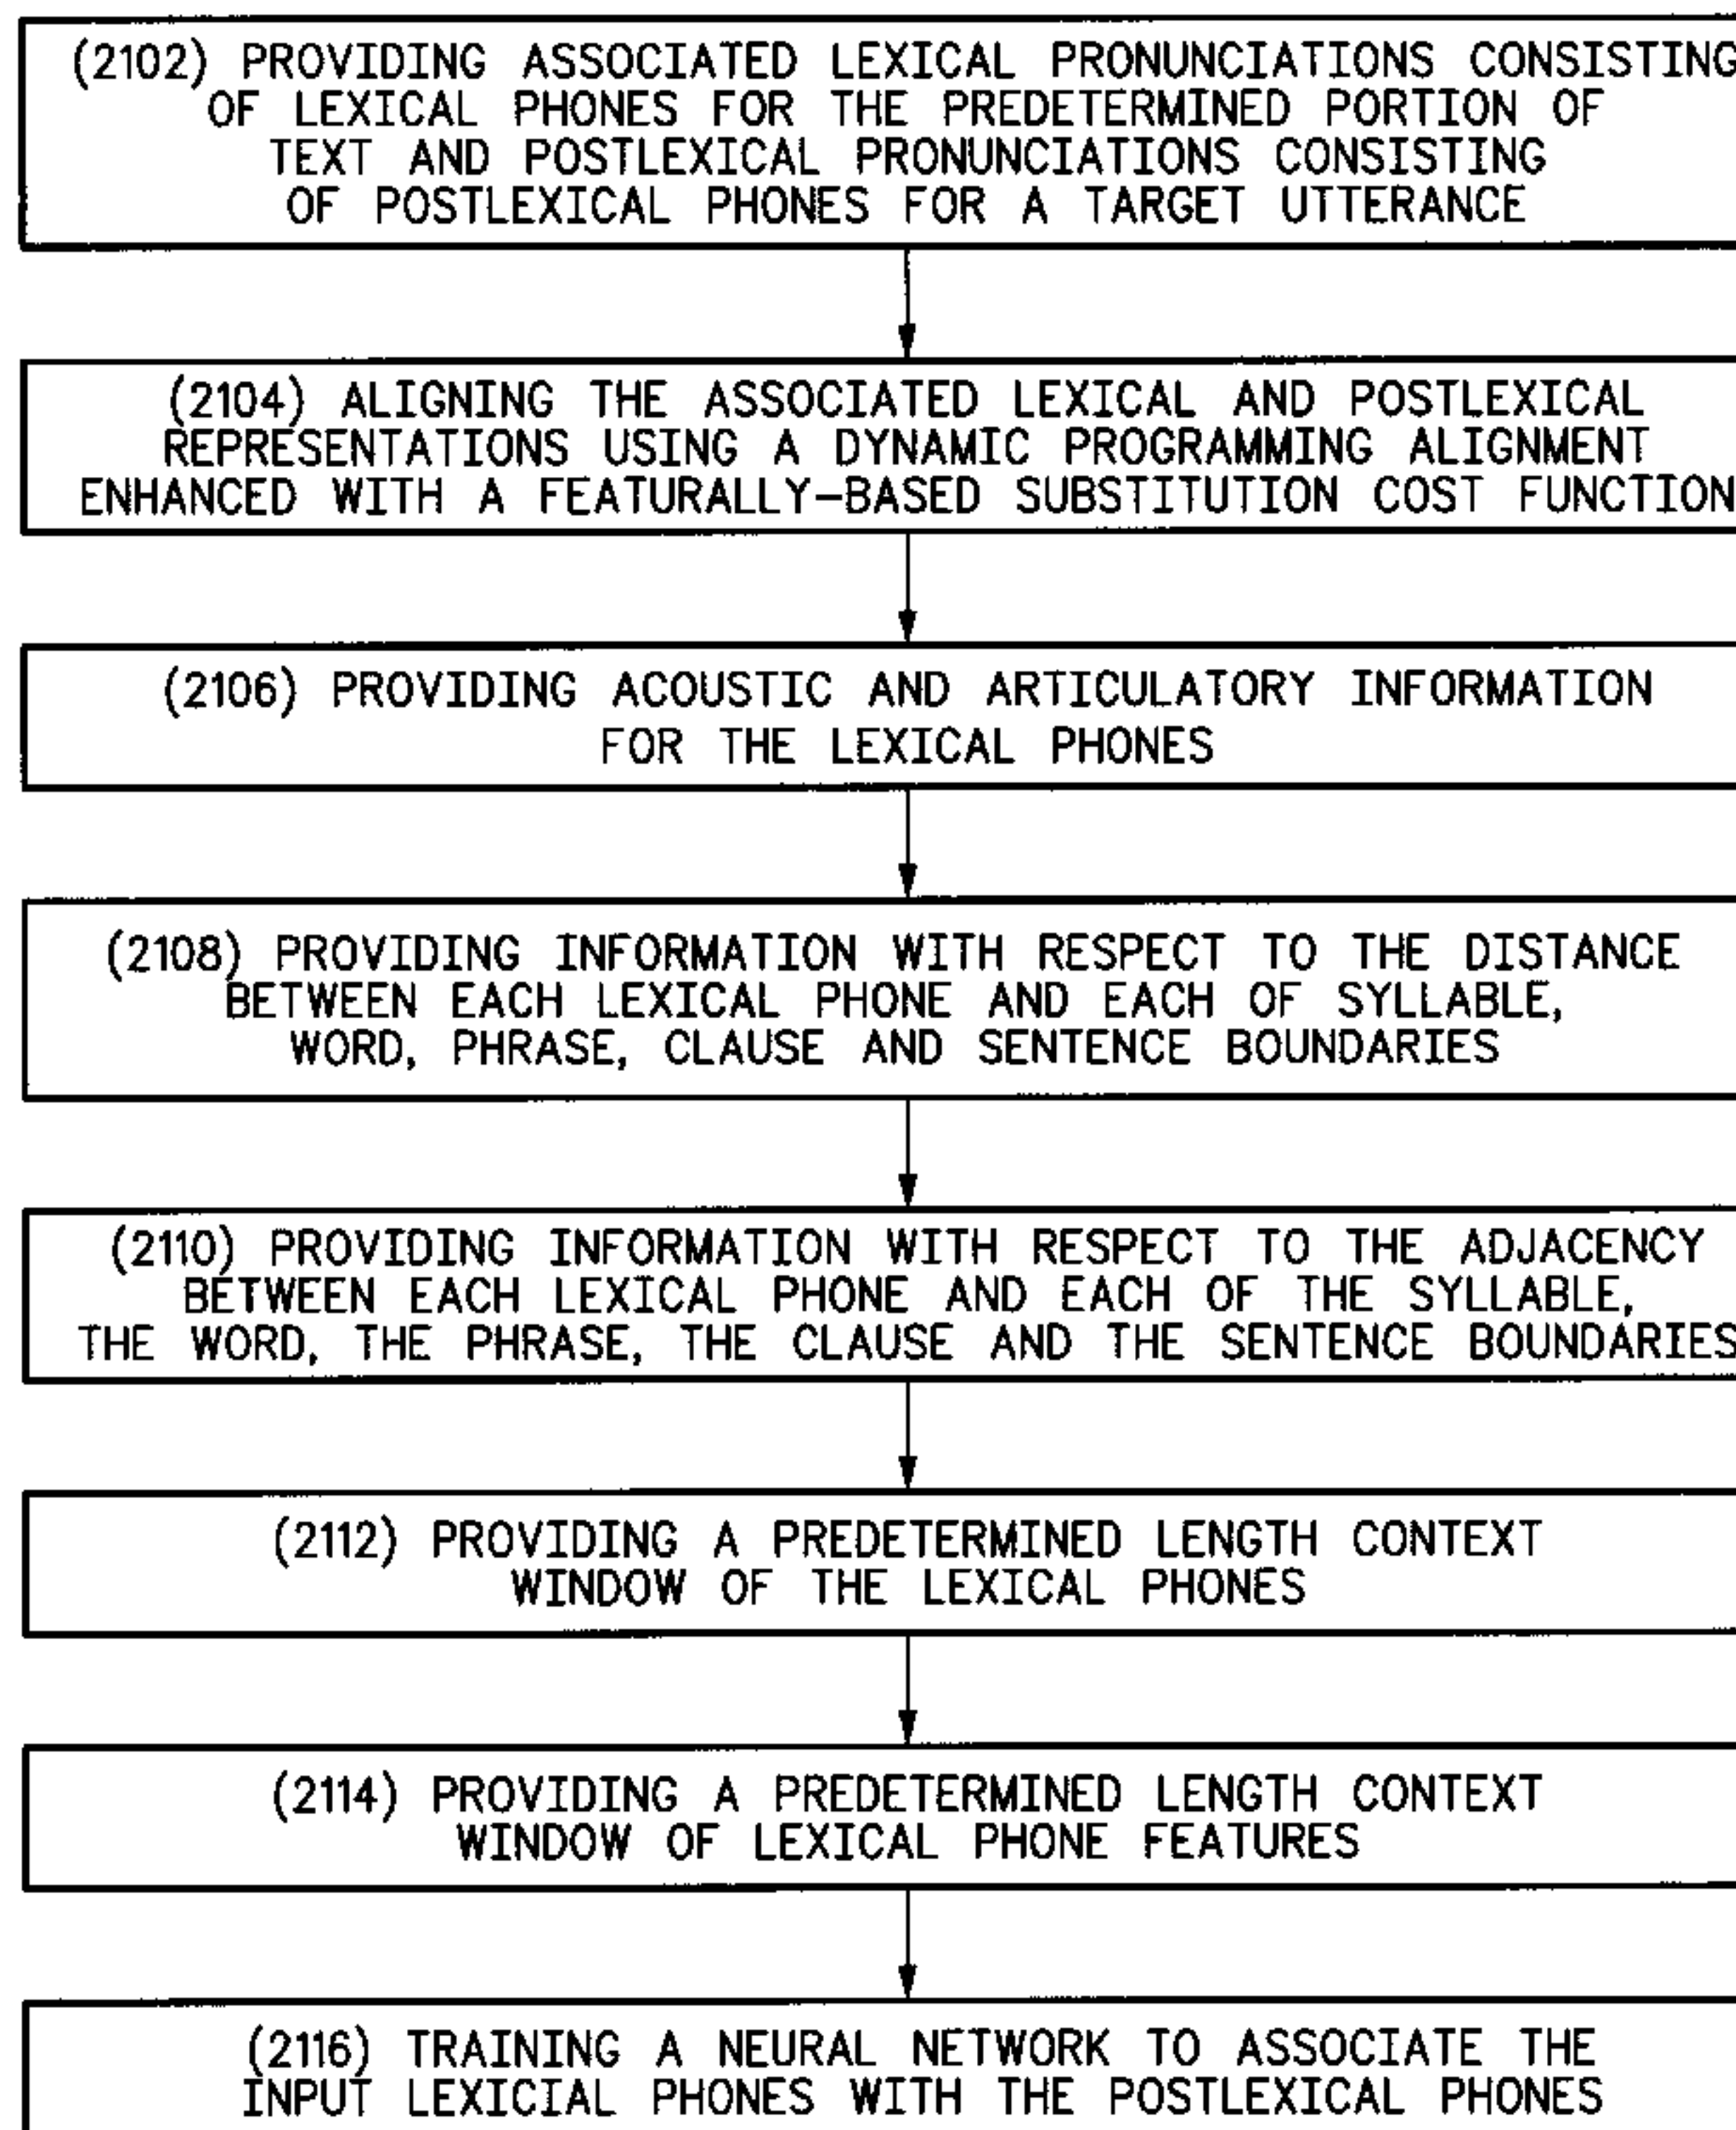 (2102) PROVIDING ASSOCIATED LEXICAL PRONUNCIATIONS CONSISTING
OF LEXICAL PHONES FOR THE PREDETERMINED PORTION OF
TEXT AND POSTLEXICAL PRONUNCIATIONS CONSISTING
OF POSTLEXICAL PHONES FOR A TARGET UTTERANCE
(2104) ALIGNING THE ASSOCIATED LEXICAL AND POSTLEXICAL
REPRESENTATIONS USING A DYNAMIC PROGRAMMING ALIGNMENT
ENHANCED WITH A FEATURALLY-BASED SUBSTITUTION COST FUNCTION
(2106) PROVIDING ACOUSTIC AND ARTICULATORY INFORMATION
FOR THE LEXICAL PHONES
(2108) PROVIDING INFORMATION WITH RESPECT TO THE DISTANCE
BETWEEN EACH LEXICAL PHONE AND EACH OF SYLLABLE,
WORD, PHRASE, CLAUSE AND SENTENCE BOUNDARIES
(2110) PROVIDING INFORMATION WITH RESPECT TO THE ADJACENCY
BETWEEN EACH LEXICAL PHONE AND EACH OF THE SYLLABLE,
THE WORD, THE PHRASE, THE CLAUSE AND THE SENTENCE BOUNDARIES
(2112) PROVIDING A PREDETERMINED LENGTH CONTEXT
WINDOW OF THE LEXICAL PHONES
(2114) PROVIDING A PREDETERMINED LENGTH CONTEXT
WINDOW OF LEXICAL PHONE FEATURES
(2116) TRAINING A NEURAL NETWORK TO ASSOCIATE THE
INPUT LEXICIAL PHONES WITH THE POSTLEXICAL PHONES